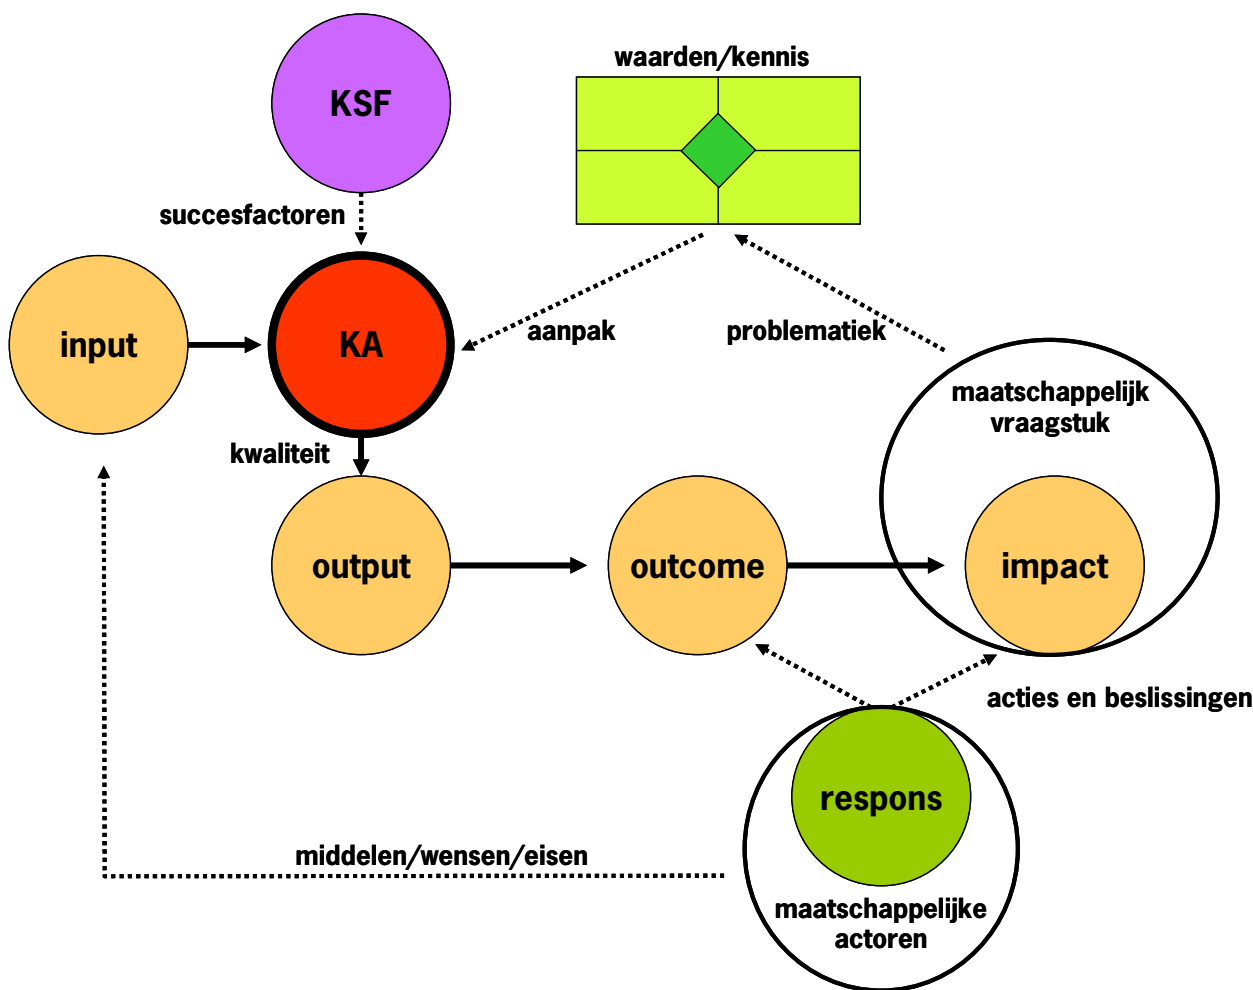 waarden/kennis
KSF
succesfactoren
input
KA
aanpak
problematiek
maatschappelijk
vraagstuk
kwaliteit
output
outcome
impact
acties en beslissingen
respons
middelen/wensen/eisen
maatschappelijke
actoren